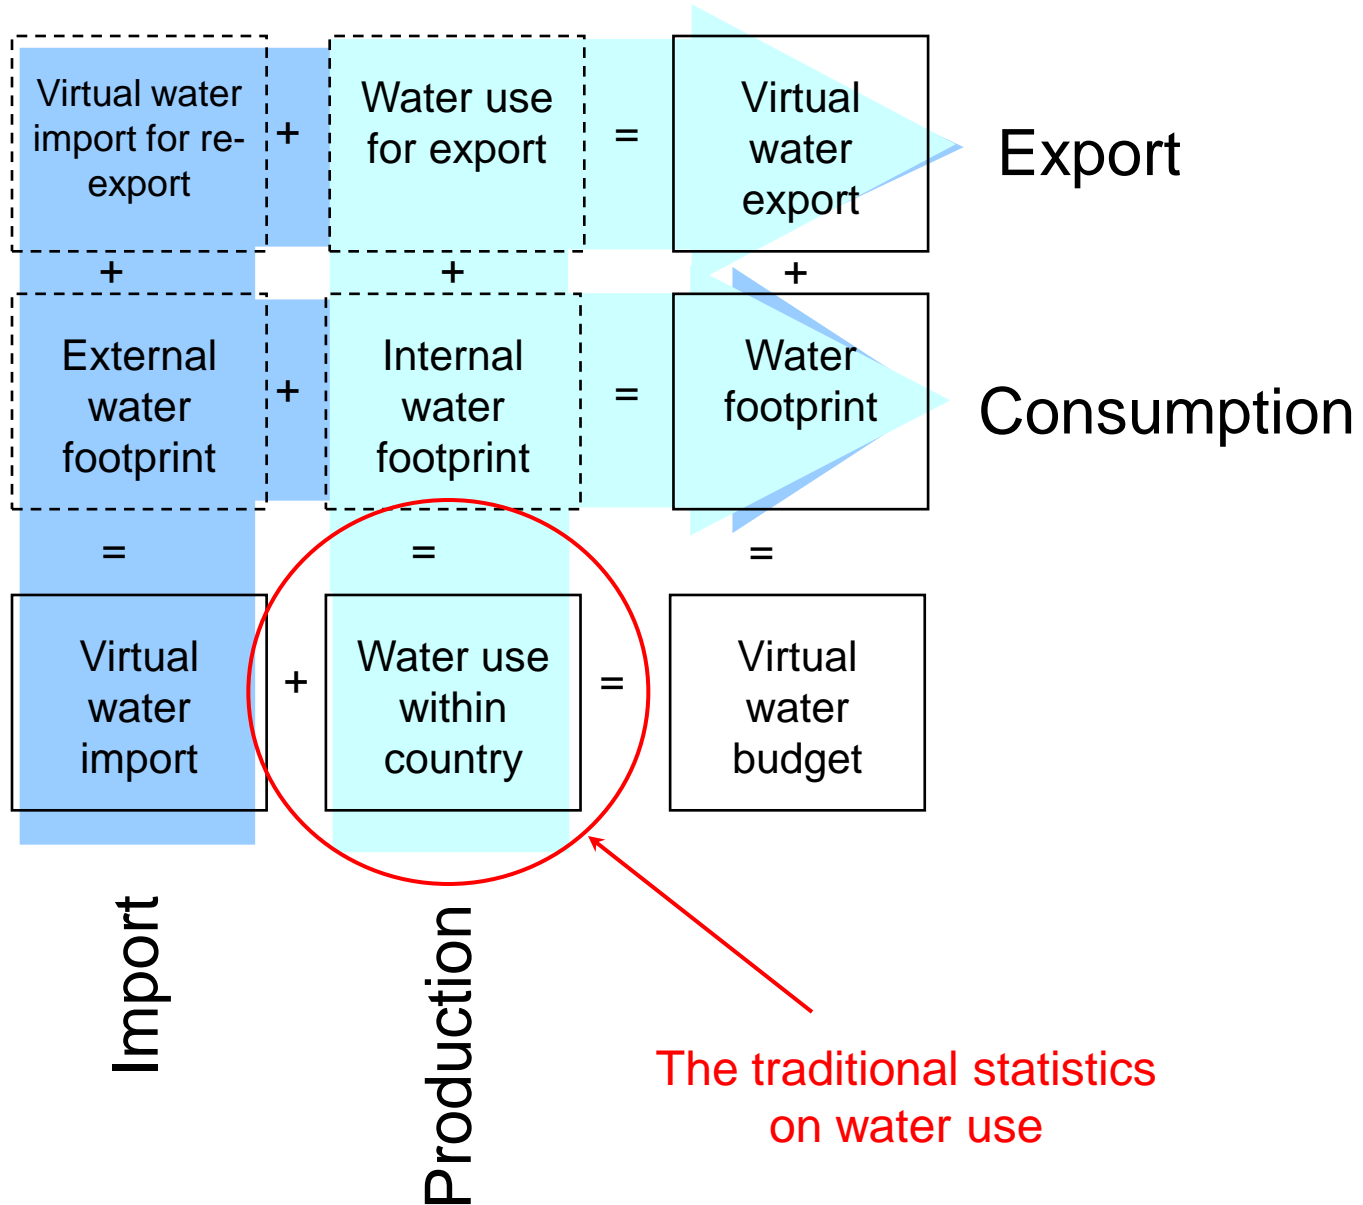 Virtual water
import for re-
export
+
Water use
for export
=
Virtual
water
export
Export
+
+
+
External
water
footprint
+
Internal
water
footprint
=
Water
footprint
Consumption
=
=
=
Virtual
water
import
+
Water use
within
country
=
Virtual
water
budget
Import
Production
The traditional statistics
on water use